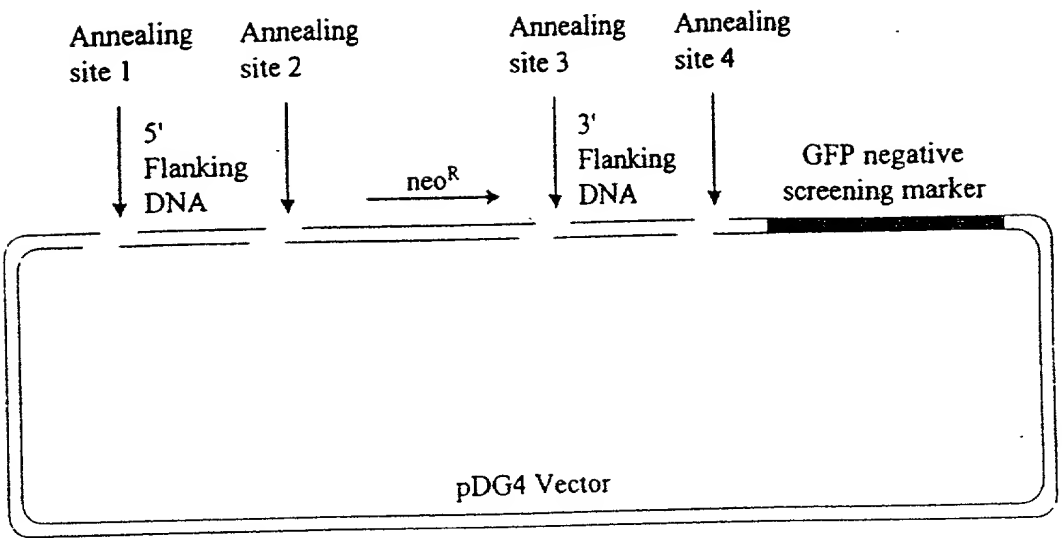 Annealing
site 1
Annealing
site 2
Annealing
site 3
Annealing
site 4
5'
Flanking
DNA
neoR
3'
Flanking
DNA
GFP negative
screening marker
pDG4 Vector